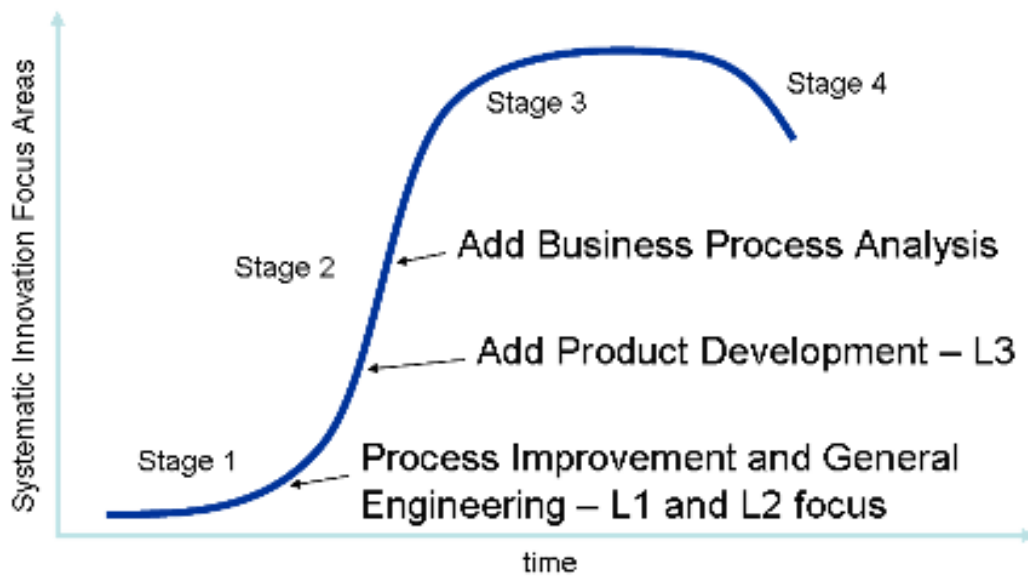 Systematic Innovation Focus Areas
Stage 4
Stage 3
Add Business Process Analysis
Stage 2
Add Product Development – L3
Stage 1
Process Improvement and General
Engineering – L1 and L2 focus
time